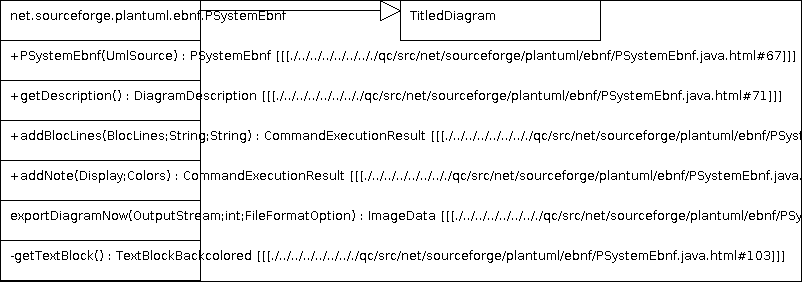 net.sourceforge.plantuml.ebnf.PSystemEbnf
TitledDiagram
+PSystemEbnf(UmlSource) : PSystemEbnf [[[./../../../../../../qc/src/net/sourceforge/plantuml/ebnf/PSystemEbnf.java.html#67]]]
+getDescription() : DiagramDescription [[[./../../../../../../qc/src/net/sourceforge/plantuml/ebnf/PSystemEbnf.java.html#71]]]
+addBlocLines(BlocLines;String;String) : CommandExecutionResult [[[./../../../../../../qc/src/net/sourceforge/plantuml/ebnf/PSyst
+addNote(Display;Colors) : CommandExecutionResult [[[./../../../../../../qc/src/net/sourceforge/plantuml/ebnf/PSystemEbnf.java.
exportDiagramNow(OutputStream;int;FileFormatOption) : ImageData [[[./../../../../../../qc/src/net/sourceforge/plantuml/ebnf/PSy
-getTextBlock() : TextBlockBackcolored [[[./../../../../../../qc/src/net/sourceforge/plantuml/ebnf/PSystemEbnf.java.html#103]]]